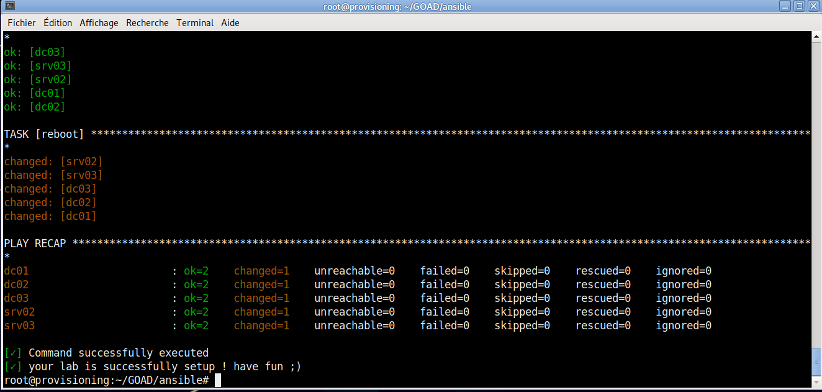 root@provisioning: ~/GOAD/ansible
Fichier Édition Affichage Recherche Terminal Aide
*
ok: [dc03]
ok: [srv03]
ok: [srv02]
ok: [dc01]
ok: [dc02]
TASK [reboot] ********************************************************************************************************************
*
changed: [srv02]
changed: [srv03]
changed: [dc03]
changed: [dc02]
changed: [dc01]
PLAY RECAP ***********************************************************************************************************************
*
dc01 : ok=2 changed=1 unreachable=0 failed=0 skipped=0 rescued=0 ignored=0
dc02 : ok=2 changed=1 unreachable=0 failed=0 skipped=0 rescued=0 ignored=0
dc03 : ok=2 changed=1 unreachable=0 failed=0 skipped=0 rescued=0 ignored=0
srv02 : ok=2 changed=1 unreachable=0 failed=0 skipped=0 rescued=0 ignored=0
srv03 : ok=2 changed=1 unreachable=0 failed=0 skipped=0 rescued=0 ignored=0
[✓] Command successfully executed
[✓] your lab is successfully setup ! have fun ;)
root@provisioning:~/GOAD/ansible#